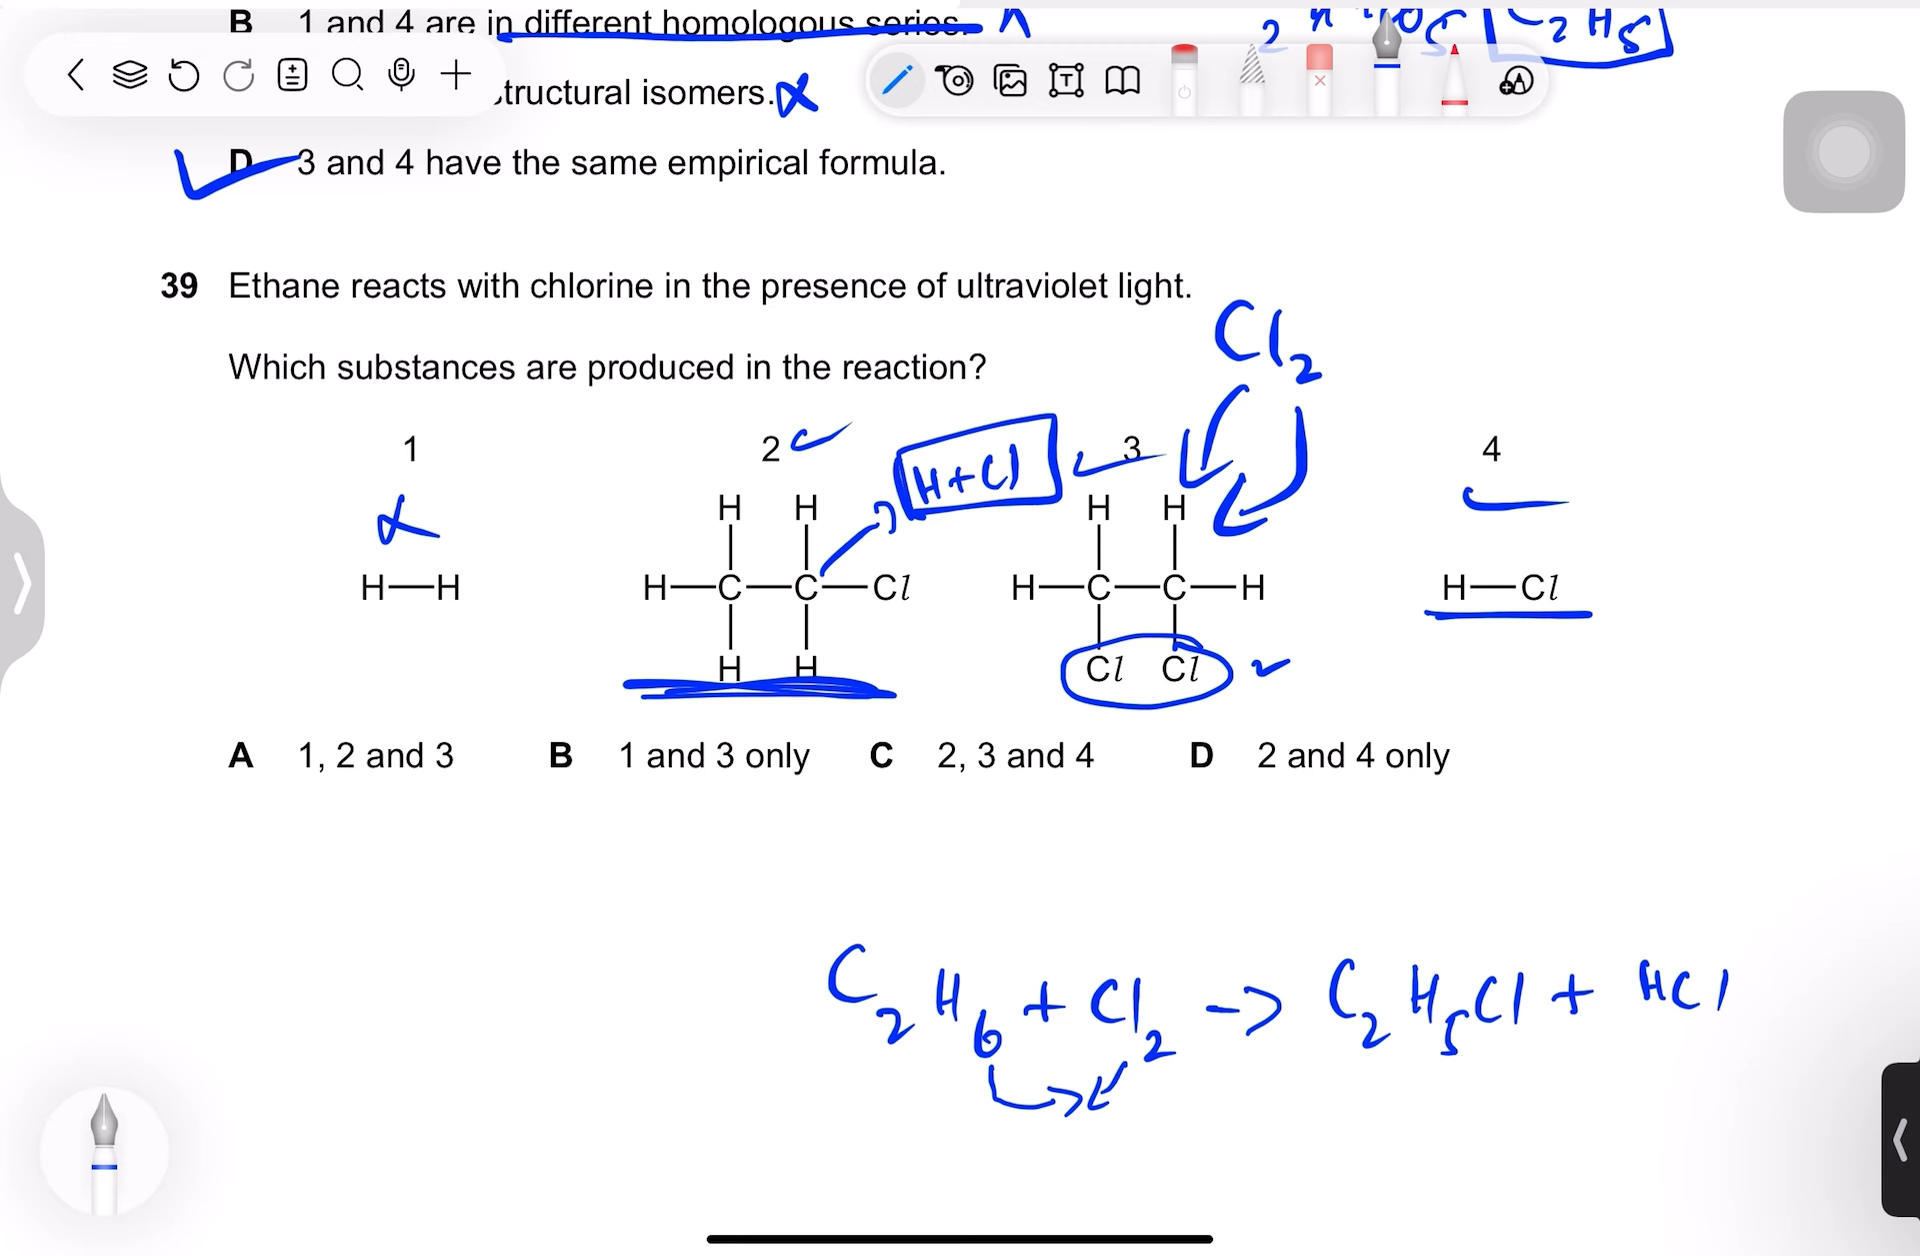 B 1 and 4 are in different homologous series.
structural isomers.
D 3 and 4 have the same empirical formula.
39 Ethane reacts with chlorine in the presence of ultraviolet light.
Cl2
Which substances are produced in the reaction?
1 2 3 4
H+Cl
H H H H
H—H H—C—C—Cl H—C—C—H H—Cl
H H Cl Cl
A 1, 2 and 3 B 1 and 3 only C 2, 3 and 4 D 2 and 4 only
C2H6 + Cl2 -> C2H5Cl + HCl